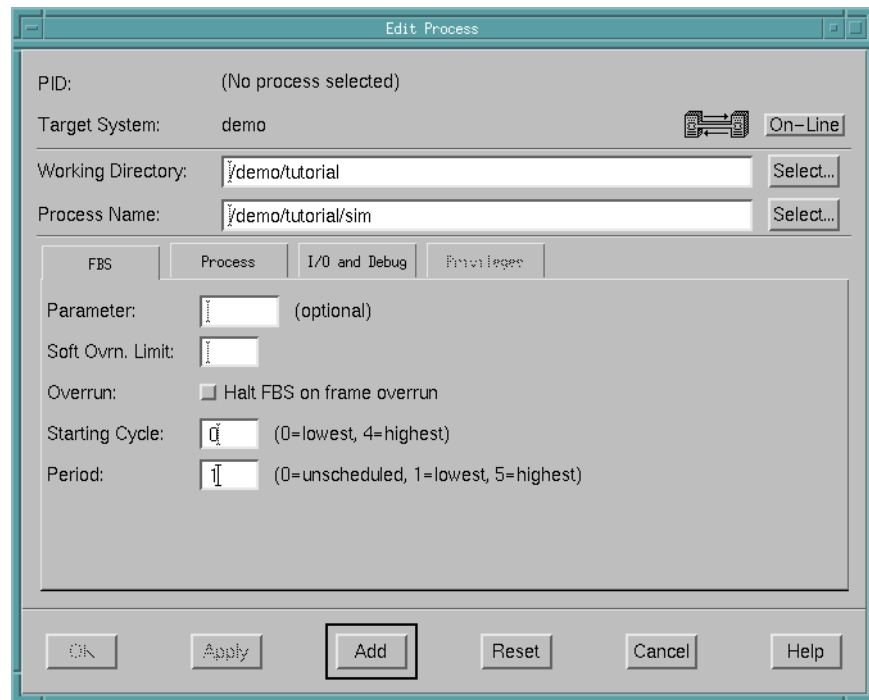 Edit Process
PID: (No process selected)
Target System: demo On-Line
Working Directory: /demo/tutorial Select...
Process Name: /demo/tutorial/sim Select...
FBS Process I/O and Debug Privileges
Parameter: (optional)
Soft Ovrn. Limit:
Overrun: Halt FBS on frame overrun
Starting Cycle: 0 (0=lowest, 4=highest)
Period: 1 (0=unscheduled, 1=lowest, 5=highest)
OK Apply Add Reset Cancel Help